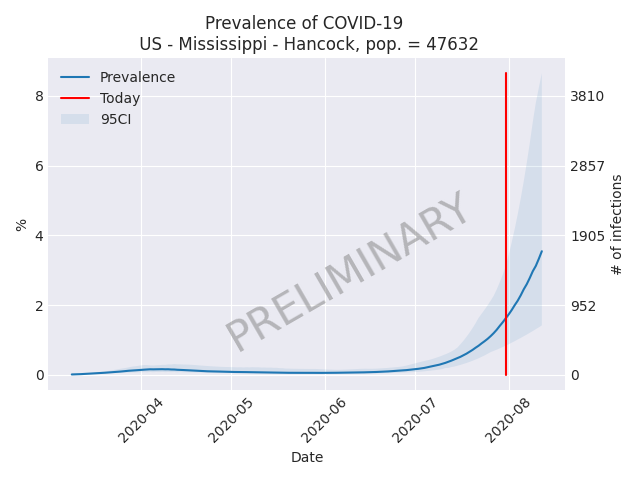 Prevalence of COVID-19
US - Mississippi - Hancock, pop. = 47632
Prevalence
Today
95CI
8
6
4
2
0
%
3810
2857
1905
952
0
# of infections
PRELIMINARY
2020-04
2020-05
2020-06
2020-07
2020-08
Date